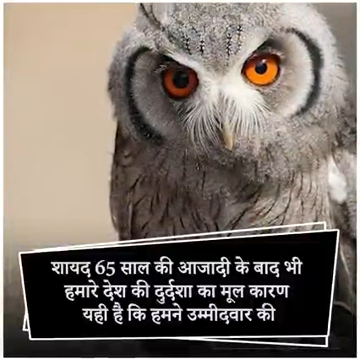 शायद 65 साल की आजादी के बाद भी
हमारे देश की दुर्दशा का मूल कारण
यही है कि हमने उम्मीदवार की